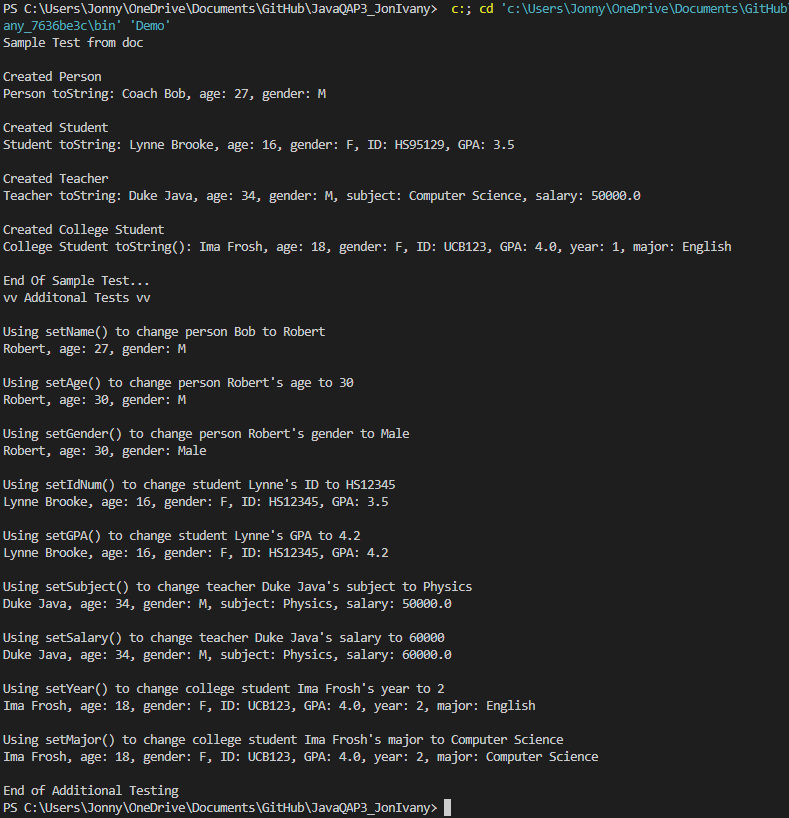 PS C:\Users\Jonny\OneDrive\Documents\GitHub\JavaQAP3_JonIvany>  c:; cd 'c:\Users\Jonny\OneDrive\Documents\GitHub
any_7636be3c\bin' 'Demo'
Sample Test from doc
Created Person
Person toString: Coach Bob, age: 27, gender: M
Created Student
Student toString: Lynne Brooke, age: 16, gender: F, ID: HS95129, GPA: 3.5
Created Teacher
Teacher toString: Duke Java, age: 34, gender: M, subject: Computer Science, salary: 50000.0
Created College Student
College Student toString(): Ima Frosh, age: 18, gender: F, ID: UCB123, GPA: 4.0, year: 1, major: English
End Of Sample Test...
vv Additonal Tests vv
Using setName() to change person Bob to Robert
Robert, age: 27, gender: M
Using setAge() to change person Robert's age to 30
Robert, age: 30, gender: M
Using setGender() to change person Robert's gender to Male
Robert, age: 30, gender: Male
Using setIdNum() to change student Lynne's ID to HS12345
Lynne Brooke, age: 16, gender: F, ID: HS12345, GPA: 3.5
Using setGPA() to change student Lynne's GPA to 4.2
Lynne Brooke, age: 16, gender: F, ID: HS12345, GPA: 4.2
Using setSubject() to change teacher Duke Java's subject to Physics
Duke Java, age: 34, gender: M, subject: Physics, salary: 50000.0
Using setSalary() to change teacher Duke Java's salary to 60000
Duke Java, age: 34, gender: M, subject: Physics, salary: 60000.0
Using setYear() to change college student Ima Frosh's year to 2
Ima Frosh, age: 18, gender: F, ID: UCB123, GPA: 4.0, year: 2, major: English
Using setMajor() to change college student Ima Frosh's major to Computer Science
Ima Frosh, age: 18, gender: F, ID: UCB123, GPA: 4.0, year: 2, major: Computer Science
End of Additional Testing
PS C:\Users\Jonny\OneDrive\Documents\GitHub\JavaQAP3_JonIvany>